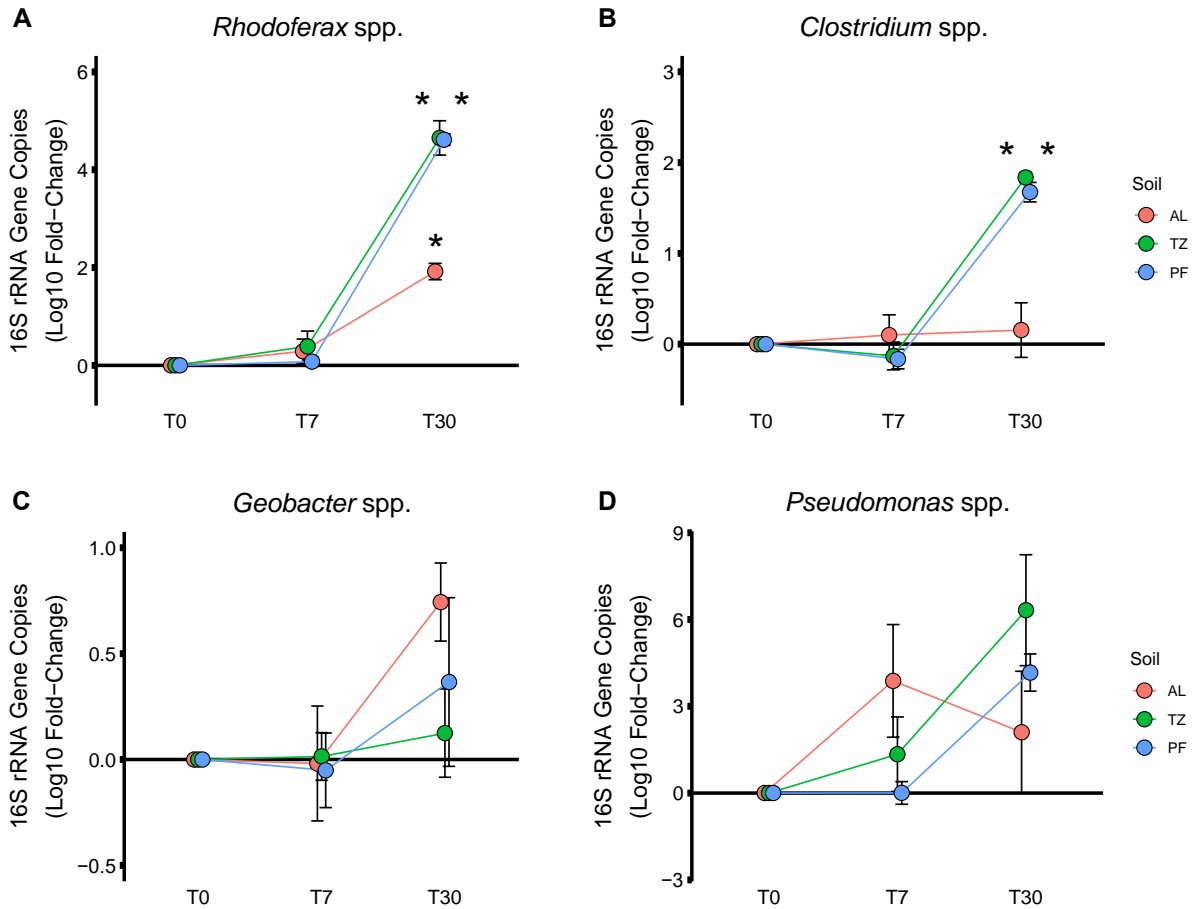 A
Rhodoferax spp.
16S rRNA Gene Copies
(Log10 Fold−Change)
6
4
2
0
* *
*
T0 T7 T30
B
Clostridium spp.
16S rRNA Gene Copies
(Log10 Fold−Change)
3
2
1
0
* *
T0 T7 T30
Soil
AL
TZ
PF
C
Geobacter spp.
16S rRNA Gene Copies
(Log10 Fold−Change)
1.0
0.5
0.0
−0.5
T0 T7 T30
D
Pseudomonas spp.
16S rRNA Gene Copies
(Log10 Fold−Change)
9
6
3
0
−3
T0 T7 T30
Soil
AL
TZ
PF